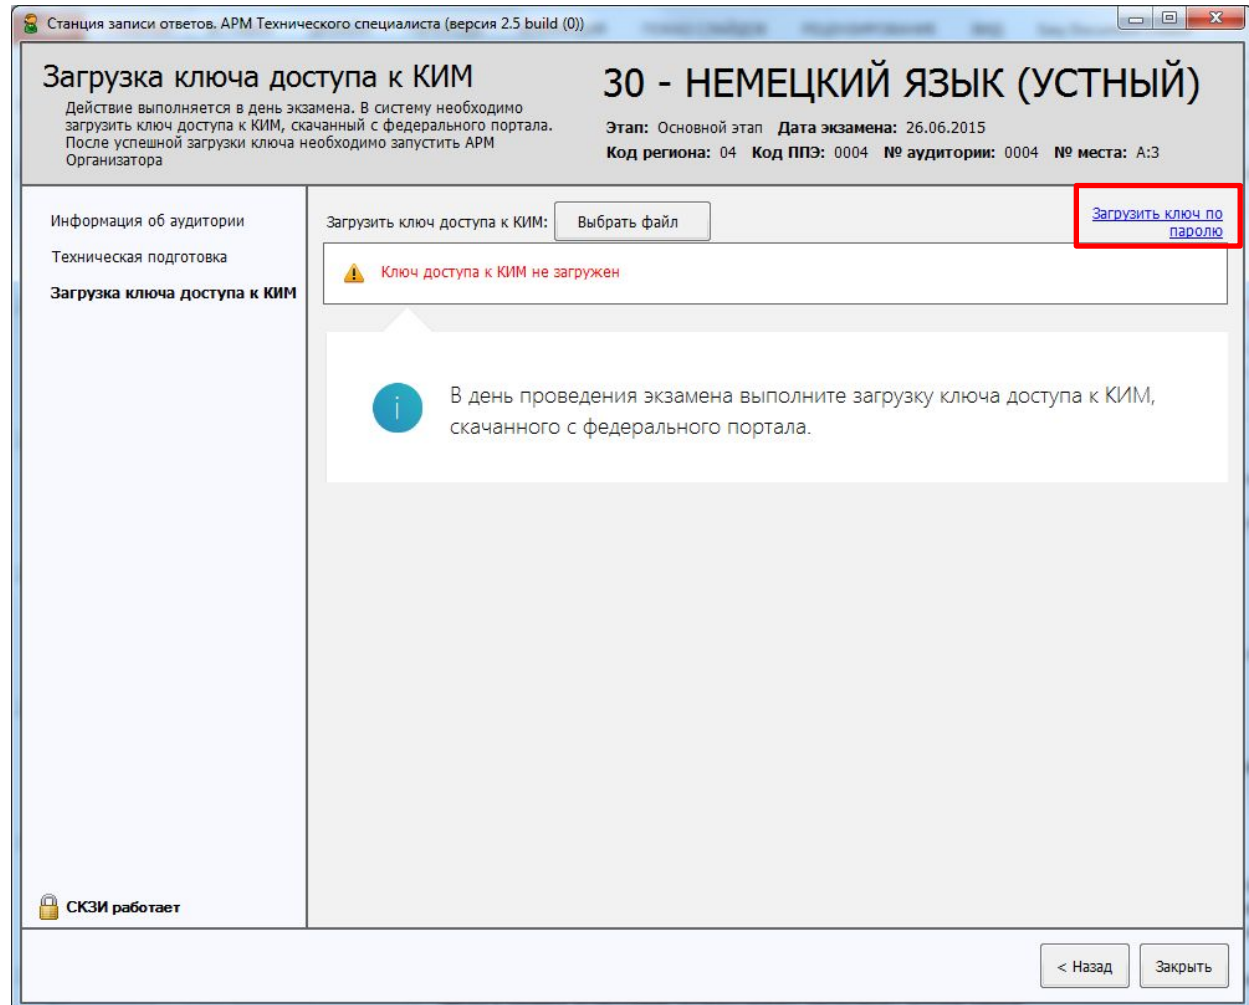 Станция записи ответов. АРМ Технического специалиста (версия 2.5 build (0))
Загрузка ключа доступа к КИМ
Действие выполняется в день экзамена. В систему необходимо
загрузить ключ доступа к КИМ, скачанный с федерального портала.
После успешной загрузки ключа необходимо запустить АРМ
Организатора
30 - НЕМЕЦКИЙ ЯЗЫК (УСТНЫЙ)
Этап: Основной этап Дата экзамена: 26.06.2015
Код региона: 04 Код ППЭ: 0004 № аудитории: 0004 № места: А:3
Информация об аудитории
Техническая подготовка
Загрузка ключа доступа к КИМ
Загрузить ключ доступа к КИМ: Выбрать файл
Загрузить ключ по
паролю
Ключ доступа к КИМ не загружен
В день проведения экзамена выполните загрузку ключа доступа к КИМ,
скачанного с федерального портала.
СКЗИ работает
< Назад Закрыть